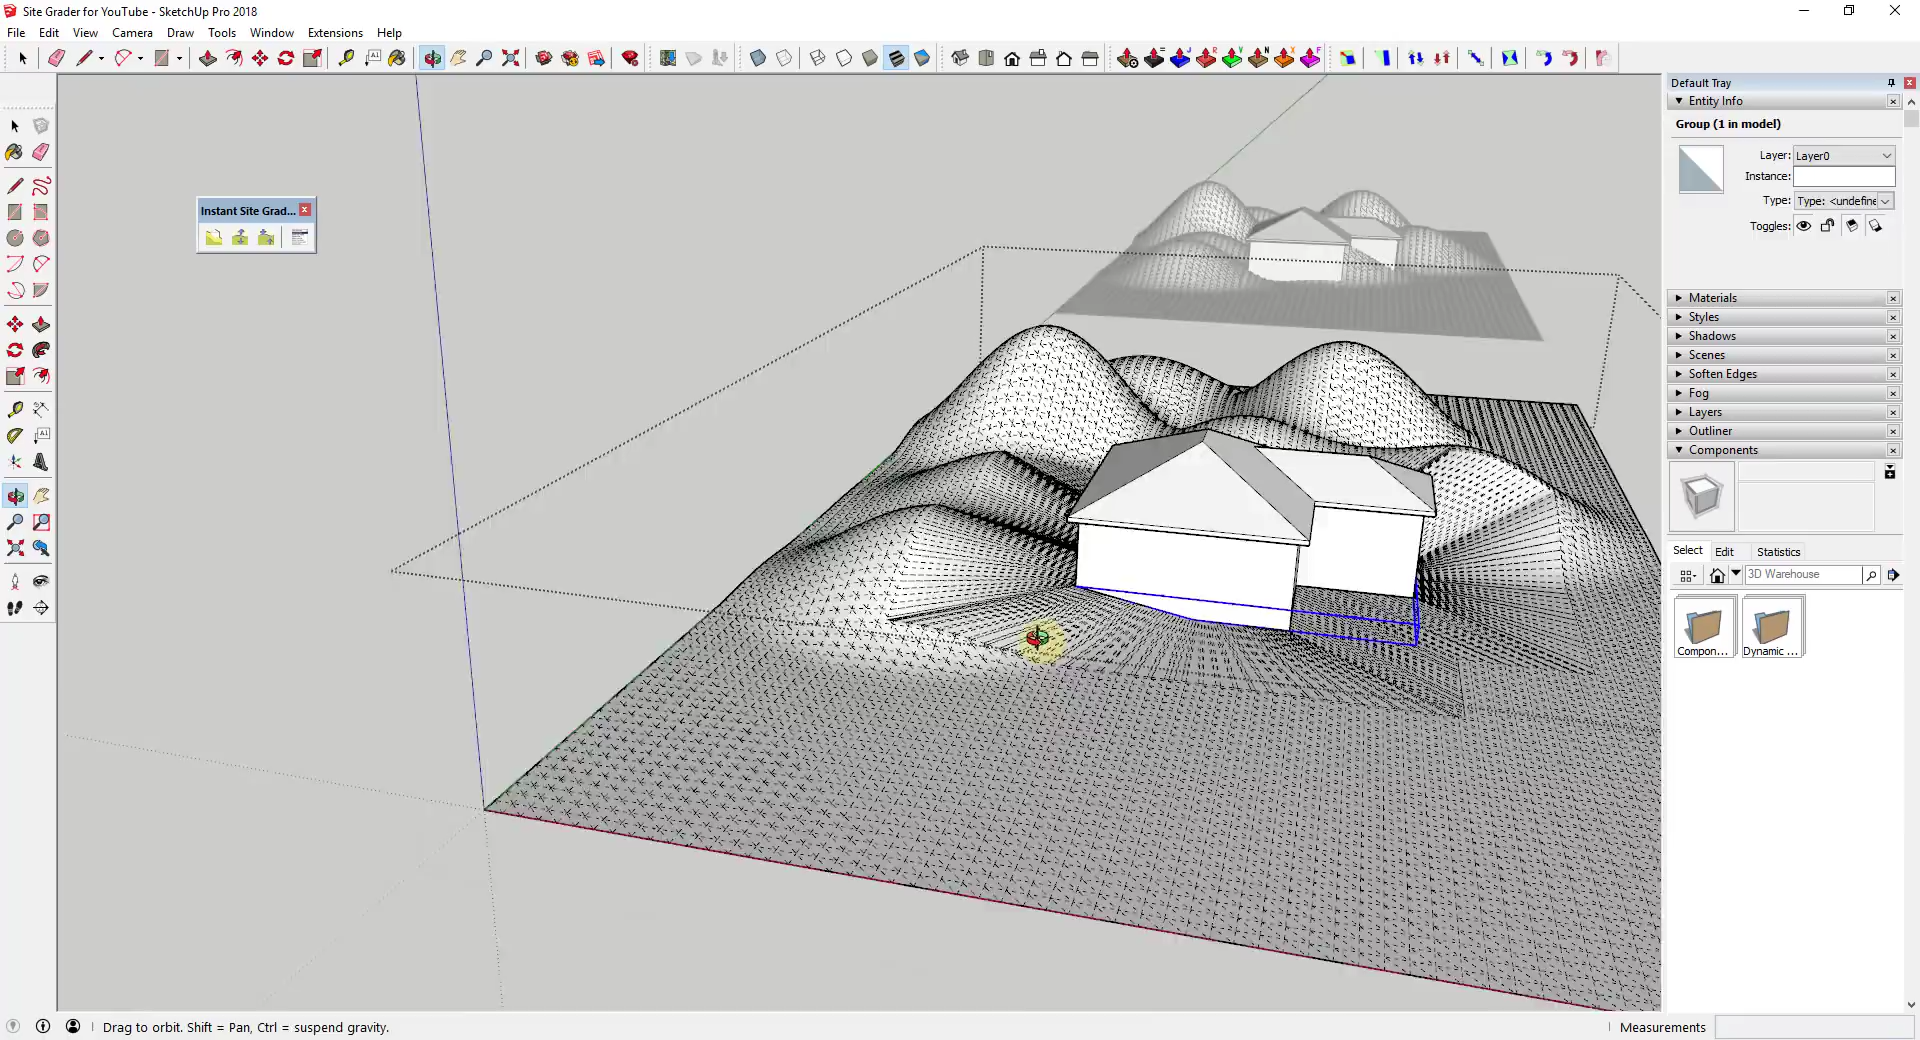 Site Grader for YouTube - SketchUp Pro 2018
File Edit View Camera Draw Tools Window Extensions Help
Default Tray
Entity Info
Group (1 in model)
Layer: Layer0
Instance:
Type: Type: <undefine
Toggles:
Instant Site Grad...
Materials
Styles
Shadows
Scenes
Soften Edges
Fog
Layers
Outliner
Components
Select Edit Statistics
3D Warehouse
Compon... Dynamic ...
Drag to orbit. Shift = Pan, Ctrl = suspend gravity.
Measurements